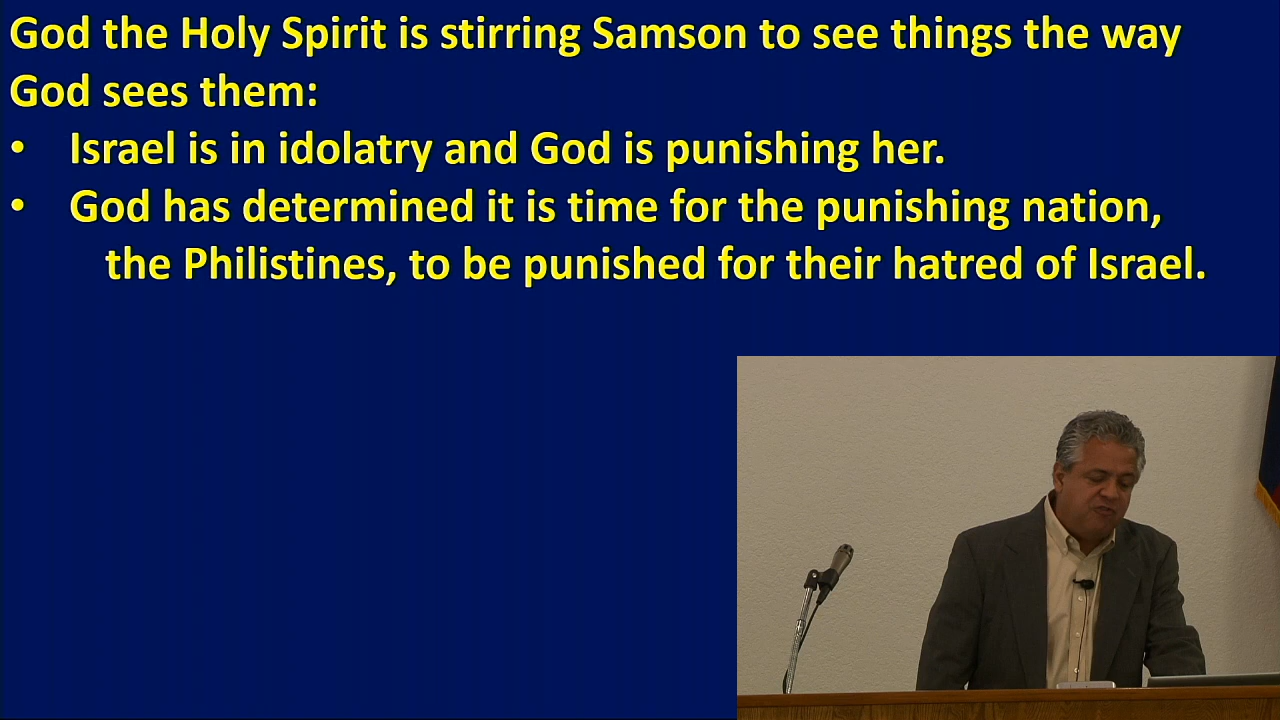 God the Holy Spirit is stirring Samson to see things the way
God sees them:
• Israel is in idolatry and God is punishing her.
• God has determined it is time for the punishing nation,
the Philistines, to be punished for their hatred of Israel.